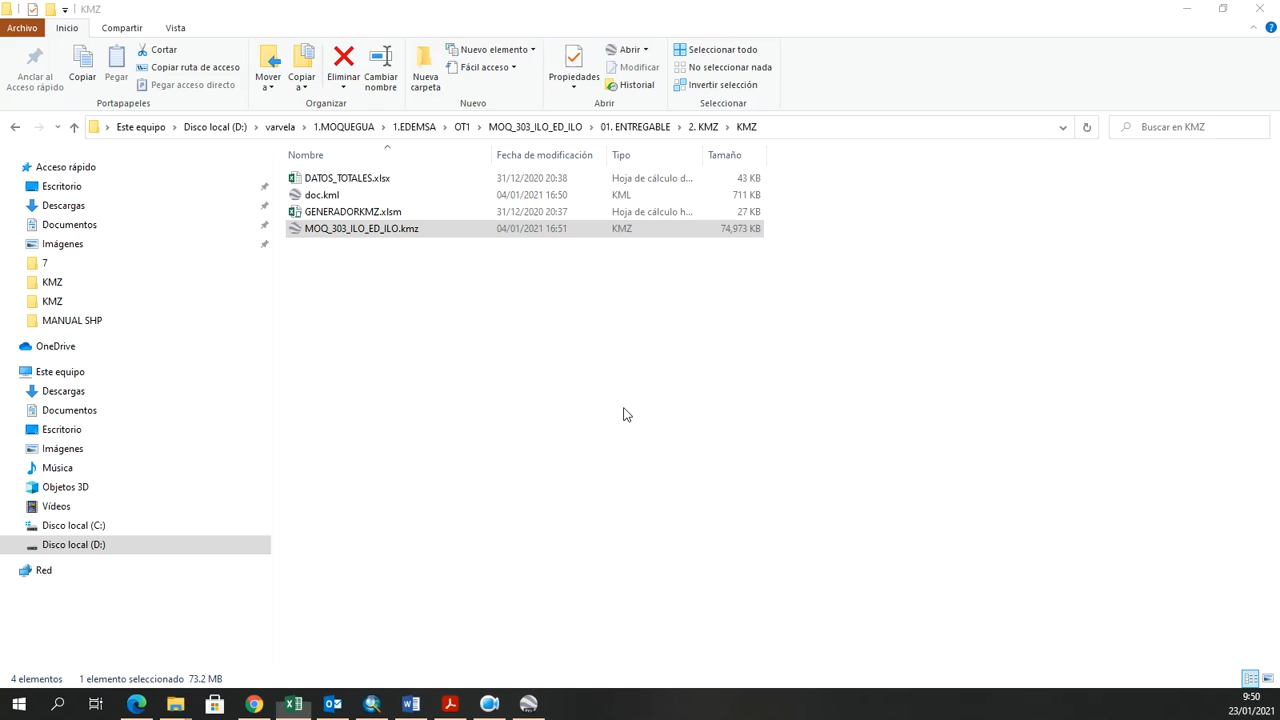 KMZ
Archivo Inicio Compartir Vista
Anclar al Acceso rápido
Copiar
Pegar
Cortar
Copiar ruta de acceso
Pegar acceso directo
Portapapeles
Mover a
Copiar a
Eliminar
Cambiar nombre
Organizar
Nueva carpeta
Nuevo elemento
Fácil acceso
Nuevo
Propiedades
Abrir
Modificar
Historial
Abrir
Seleccionar todo
No seleccionar nada
Invertir selección
Seleccionar
Este equipo > Disco local (D:) > varvela > 1.MOQUEGUA > 1.EDEMSA > OT1 > MOQ_303_ILO_ED_ILO > 01. ENTREGABLE > 2. KMZ > KMZ
Buscar en KMZ
Acceso rápido
Escritorio
Descargas
Documentos
Imágenes
7
KMZ
KMZ
MANUAL SHP
OneDrive
Este equipo
Descargas
Documentos
Escritorio
Imágenes
Música
Objetos 3D
Vídeos
Disco local (C:)
Disco local (D:)
Red
Nombre Fecha de modificación Tipo Tamaño
DATOS_TOTALES.xlsx 31/12/2020 20:38 Hoja de cálculo d... 43 KB
doc.kml 04/01/2021 16:50 KML 711 KB
GENERADORKMZ.xlsm 31/12/2020 20:37 Hoja de cálculo h... 27 KB
MOQ_303_ILO_ED_ILO.kmz 04/01/2021 16:51 KMZ 74,973 KB
4 elementos 1 elemento seleccionado 73.2 MB
9:50
23/01/2021